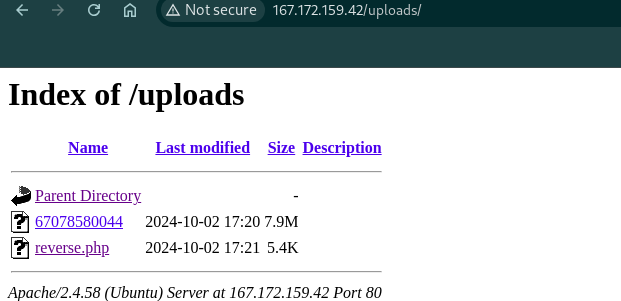 Not secure 167.172.159.42/uploads/
Index of /uploads
Name Last modified Size Description
Parent Directory -
67078580044 2024-10-02 17:20 7.9M
reverse.php 2024-10-02 17:21 5.4K
Apache/2.4.58 (Ubuntu) Server at 167.172.159.42 Port 80